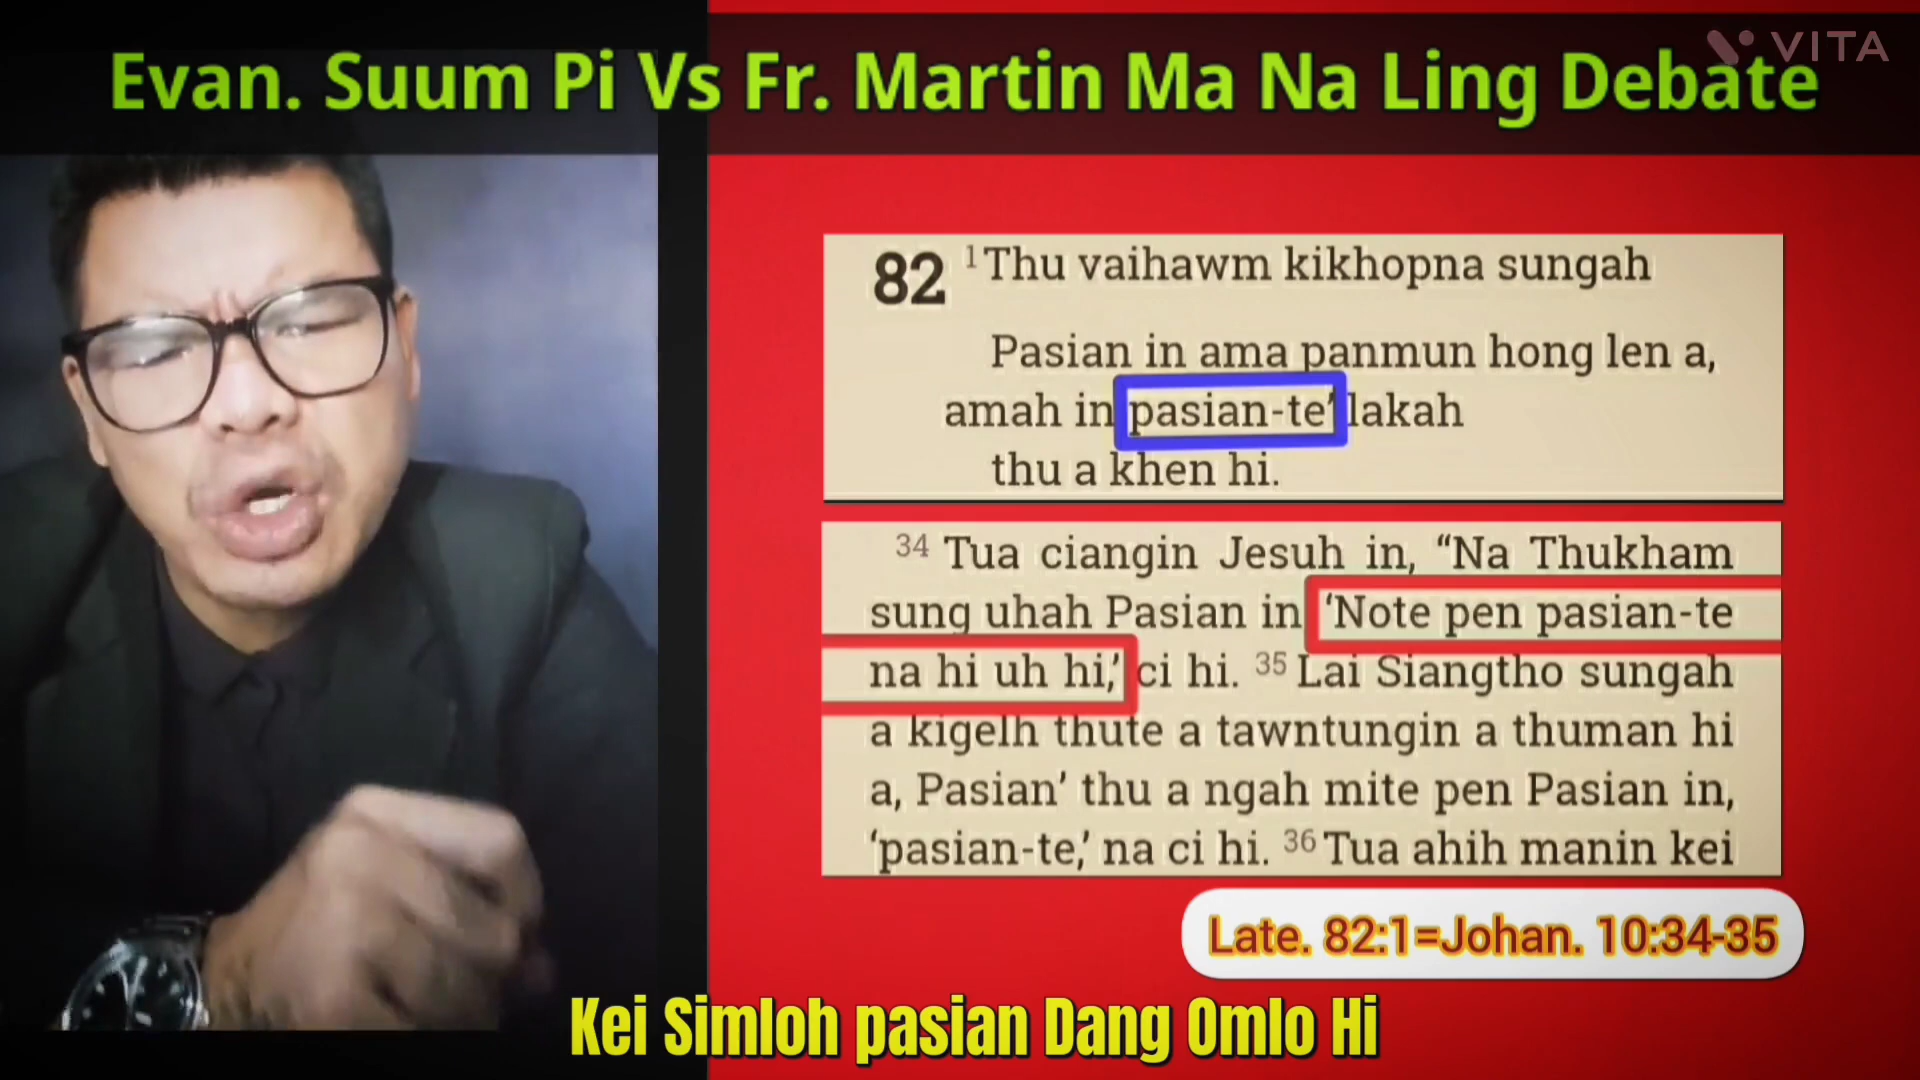 VITA
Evan. Suum Pi Vs Fr. Martin Ma Na Ling Debate
82 1 Thu vaihawm kikhopna sungah
Pasian in ama panmun hong len a,
amah in pasian-te’ lakah
thu a khen hi.
34 Tua ciangin Jesuh in, “Na Thukham
sung uhah Pasian in, ‘Note pen pasian-te
na hi uh hi,’ ci hi. 35 Lai Siangtho sungah
a kigelh thute a tawntungin a thuman hi
a, Pasian’ thu a ngah mite pen Pasian in,
‘pasian-te,’ na ci hi. 36 Tua ahih manin kei
Late. 82:1=Johan. 10:34-35
Kei Simloh pasian Dang Omlo Hi